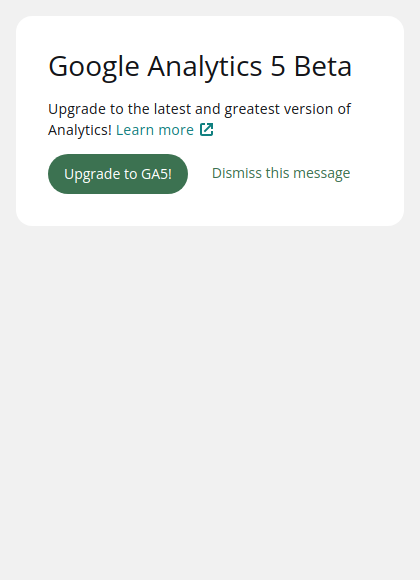 Google Analytics 5 Beta
Upgrade to the latest and greatest version of
Analytics! Learn more
Upgrade to GA5!
Dismiss this message